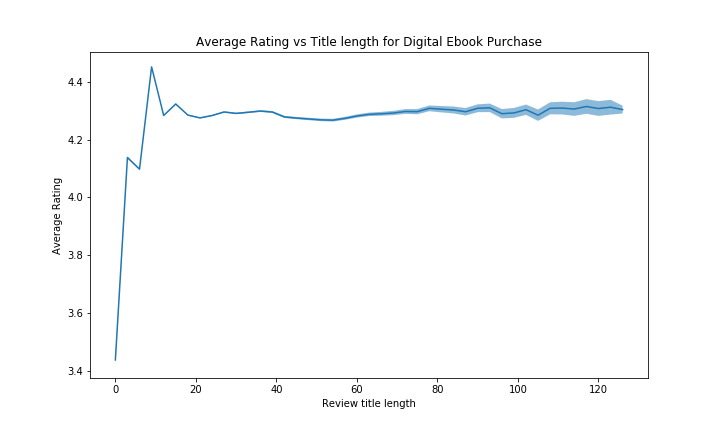 Average Rating vs Title length for Digital Ebook Purchase
4.4
4.2
4.0
3.8
3.6
3.4
Average Rating
0 20 40 60 80 100 120
Review title length